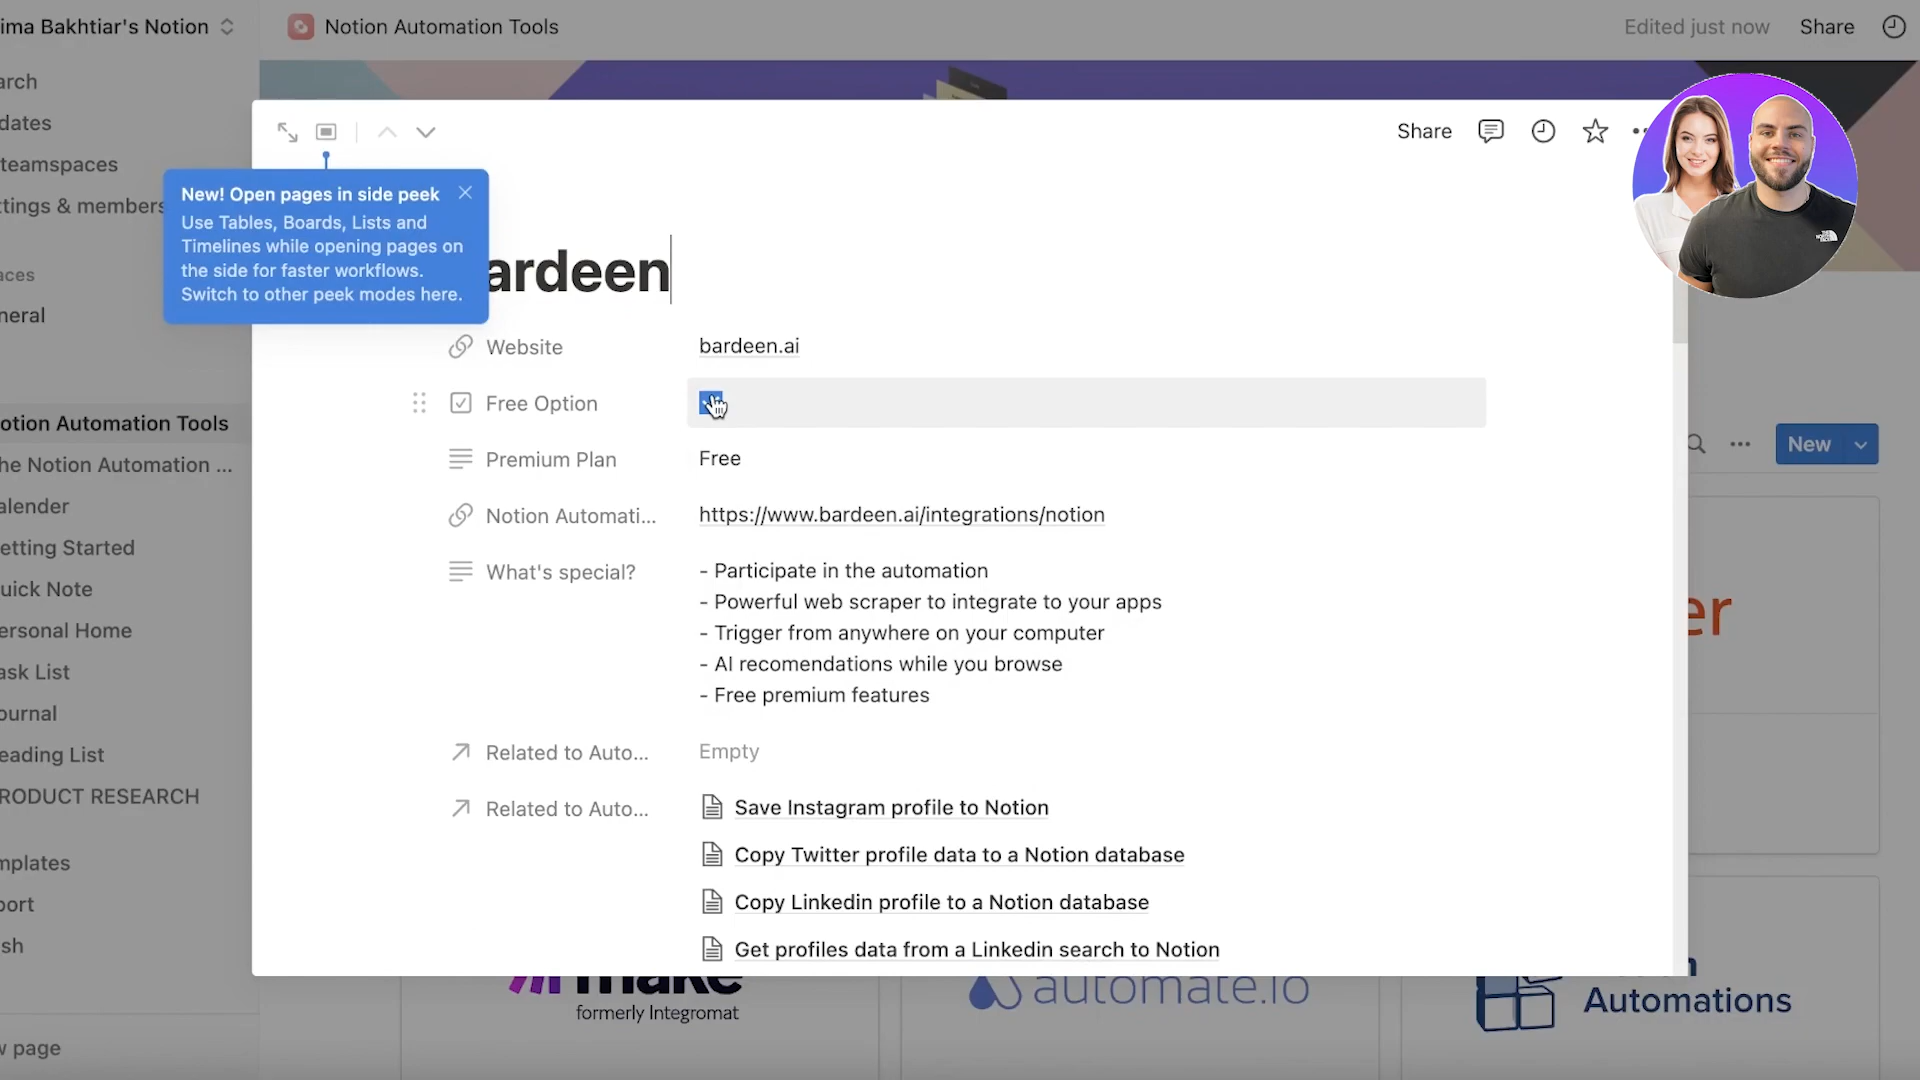 ima Bakhtiar's Notion
Notion Automation Tools
Edited just now
Share
arch
dates
teamspaces
ttings & members
aces
neral
otion Automation Tools
he Notion Automation ...
alender
etting Started
uick Note
ersonal Home
ask List
ournal
eading List
RODUCT RESEARCH
mplates
port
sh
w page
Share
New! Open pages in side peek
Use Tables, Boards, Lists and
Timelines while opening pages on
the side for faster workflows.
Switch to other peek modes here.
ardeen
Website
bardeen.ai
Free Option
Premium Plan
Free
Notion Automati...
https://www.bardeen.ai/integrations/notion
What's special?
- Participate in the automation
- Powerful web scraper to integrate to your apps
- Trigger from anywhere on your computer
- AI recomendations while you browse
- Free premium features
Related to Auto...
Empty
Related to Auto...
Save Instagram profile to Notion
Copy Twitter profile data to a Notion database
Copy Linkedin profile to a Notion database
Get profiles data from a Linkedin search to Notion
New
er
make
formerly Integromat
automate.io
Automations